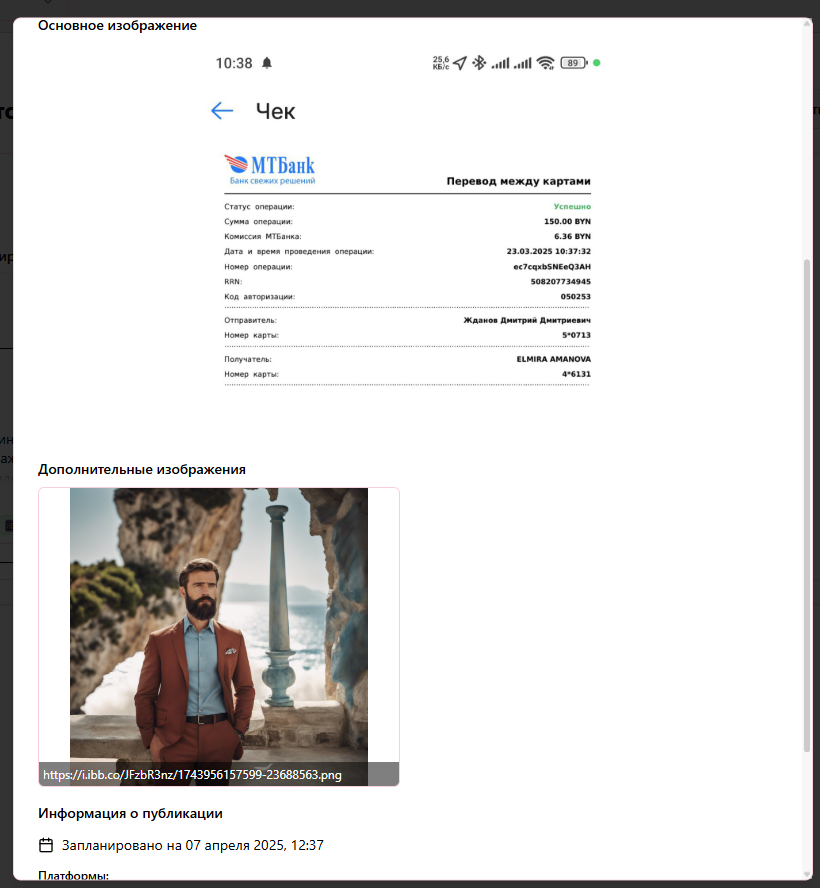 Основное изображение
10:38
25,6 КБ/с 89
Чек
МТБанк
Банк свежих решений
Перевод между картами
Статус операции: Успешно
Сумма операции: 150.00 BYN
Комиссия МТБанка: 6.36 BYN
Дата и время проведения операции: 23.03.2025 10:37:32
Номер операции: ec7cqxbSNEeQ3AH
RRN: 508207734945
Код авторизации: 050253
Отправитель: Жданов Дмитрий Дмитриевич
Номер карты: 5*0713
Получатель: ELMIRA AMANOVA
Номер карты: 4*6131
Дополнительные изображения
https://i.ibb.co/JFzbR3nz/1743956157599-23688563.png
Информация о публикации
Запланировано на 07 апреля 2025, 12:37
Платформы: